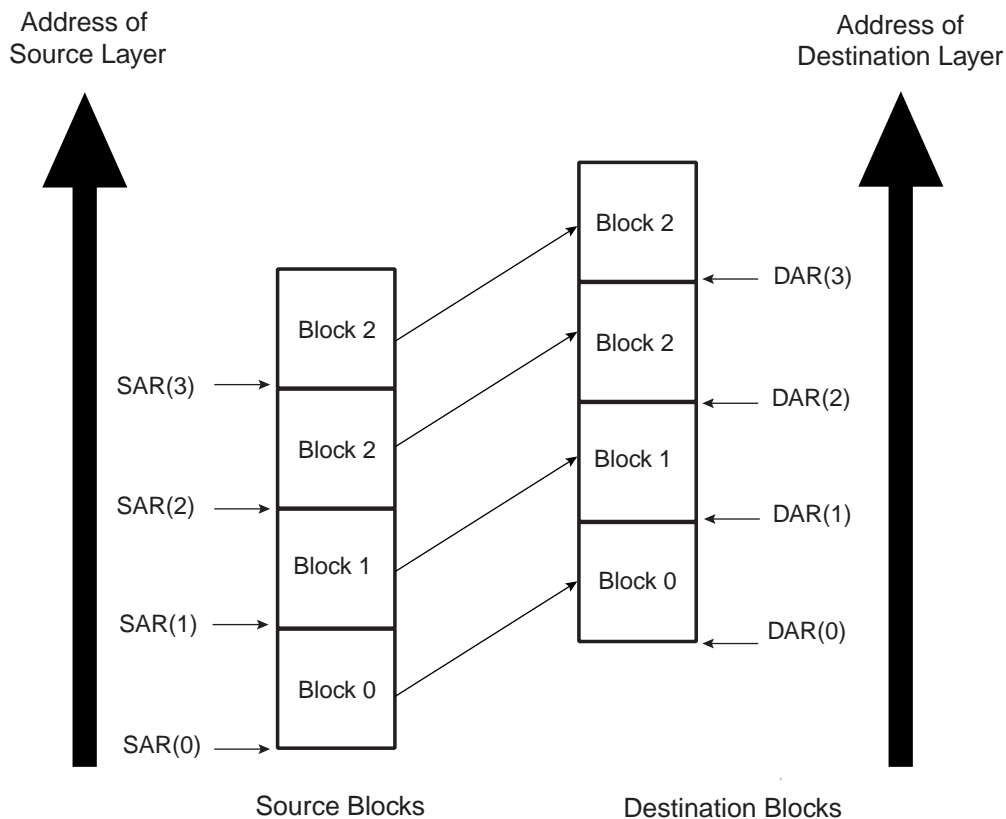 Address of
Source Layer
Address of
Destination Layer
Block 2
DAR(3)
Block 2
Block 2
SAR(3)
DAR(2)
Block 2
Block 1
SAR(2)
DAR(1)
Block 1
Block 0
SAR(1)
DAR(0)
Block 0
SAR(0)
Source Blocks
Destination Blocks